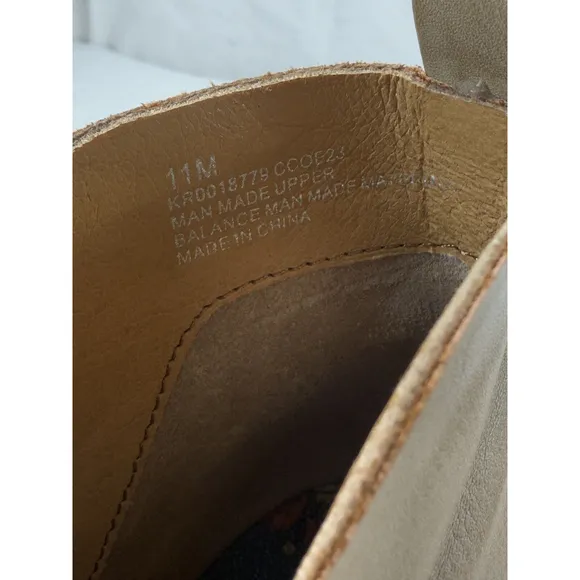 11M
KR0018779 CCOE23
MAN MADE UPPER
BALANCE MAN MADE MATERIAL
MADE IN CHINA